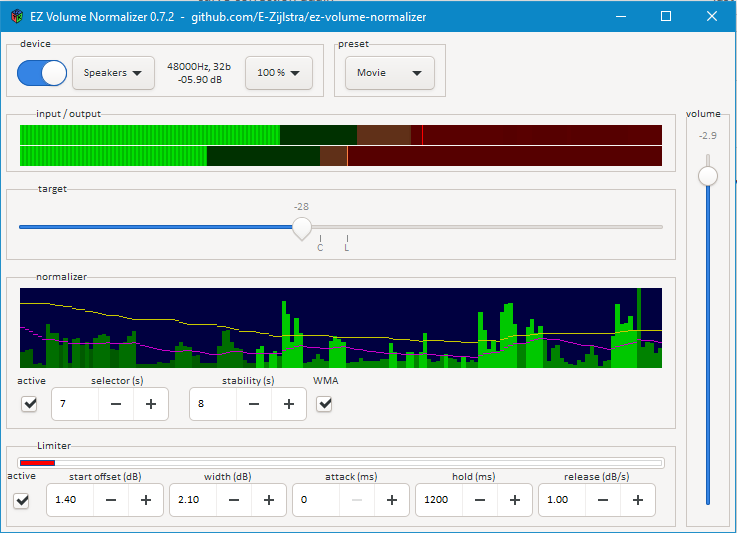 EZ Volume Normalizer 0.7.2 - github.com/E-Zijlstra/ez-volume-normalizer
device
preset
Speakers
48000Hz, 32b
-05.90 dB
100 %
Movie
input / output
volume
-2.9
target
-28
C L
normalizer
active selector (s) stability (s) WMA
7 8
Limiter
active start offset (dB) width (dB) attack (ms) hold (ms) release (dB/s)
1.40 2.10 0 1200 1.00